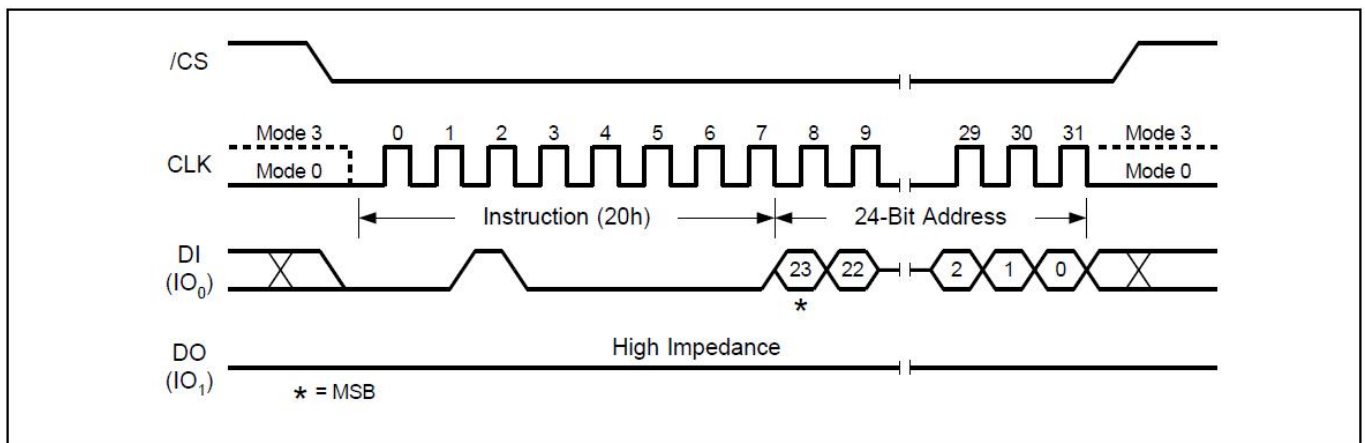 /CS
Mode 3 0 1 2 3 4 5 6 7 8 9 29 30 31 Mode 3
CLK
Mode 0 Mode 0
Instruction (20h) 24-Bit Address
DI
(IO0) 23 22 2 1 0
*
DO High Impedance
(IO1)
* = MSB